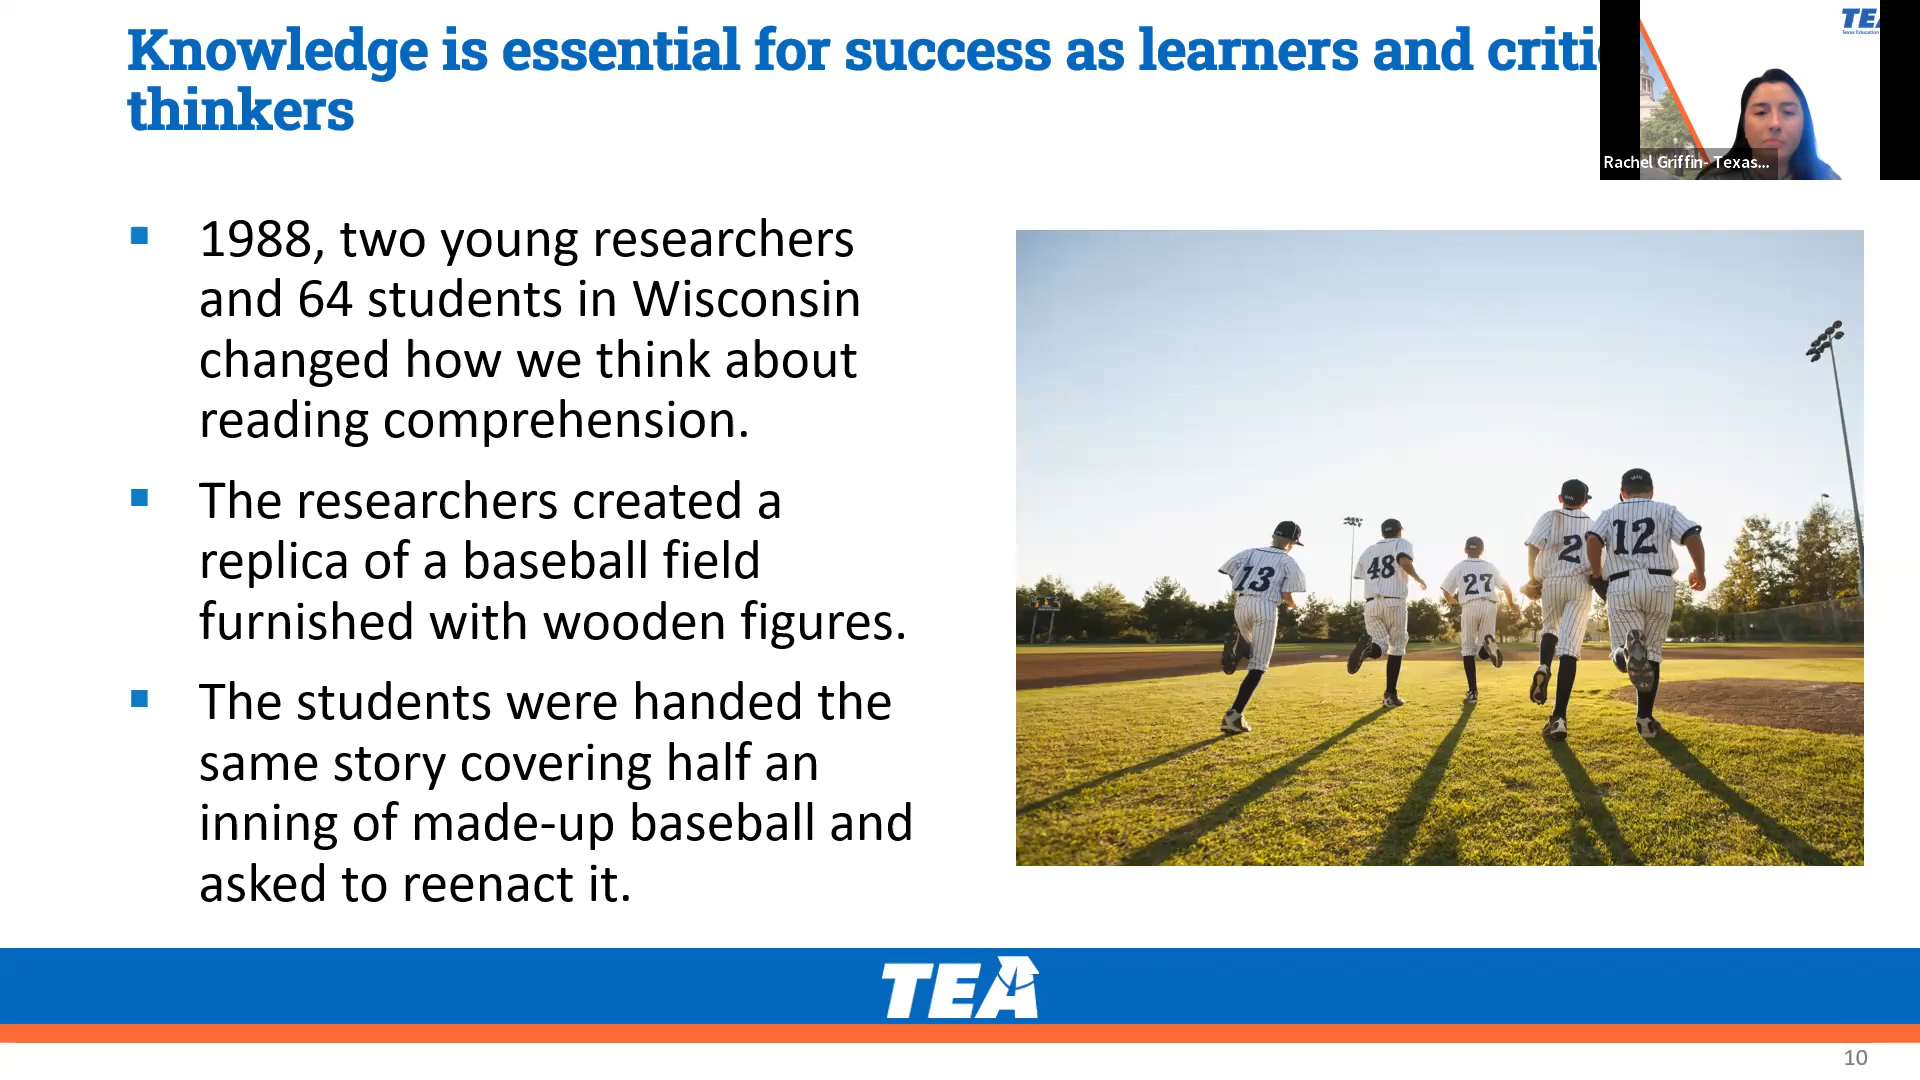 Knowledge is essential for success as learners and criti
thinkers
TEA
Texas Education
Rachel Griffin- Texas...
1988, two young researchers
and 64 students in Wisconsin
changed how we think about
reading comprehension.
The researchers created a
replica of a baseball field
furnished with wooden figures.
The students were handed the
same story covering half an
inning of made-up baseball and
asked to reenact it.
13
48
27
2
12
TEA
10